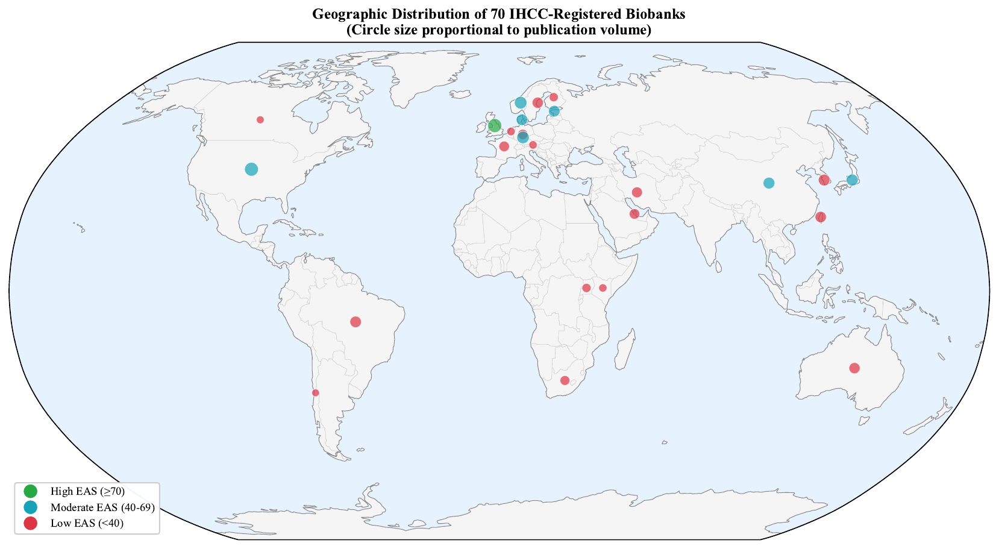 Geographic Distribution of 70 IHCC-Registered Biobanks
(Circle size proportional to publication volume)
High EAS (≥70)
Moderate EAS (40-69)
Low EAS (<40)